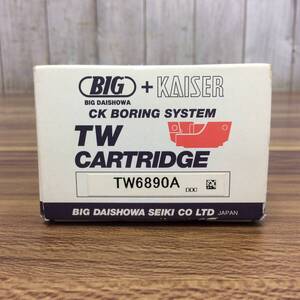 BIG + KAISER
BIG DAISHOWA
CK BORING SYSTEM
TW
CARTRIDGE
TW6890A
BIG DAISHOWA SEIKI CO LTD JAPAN